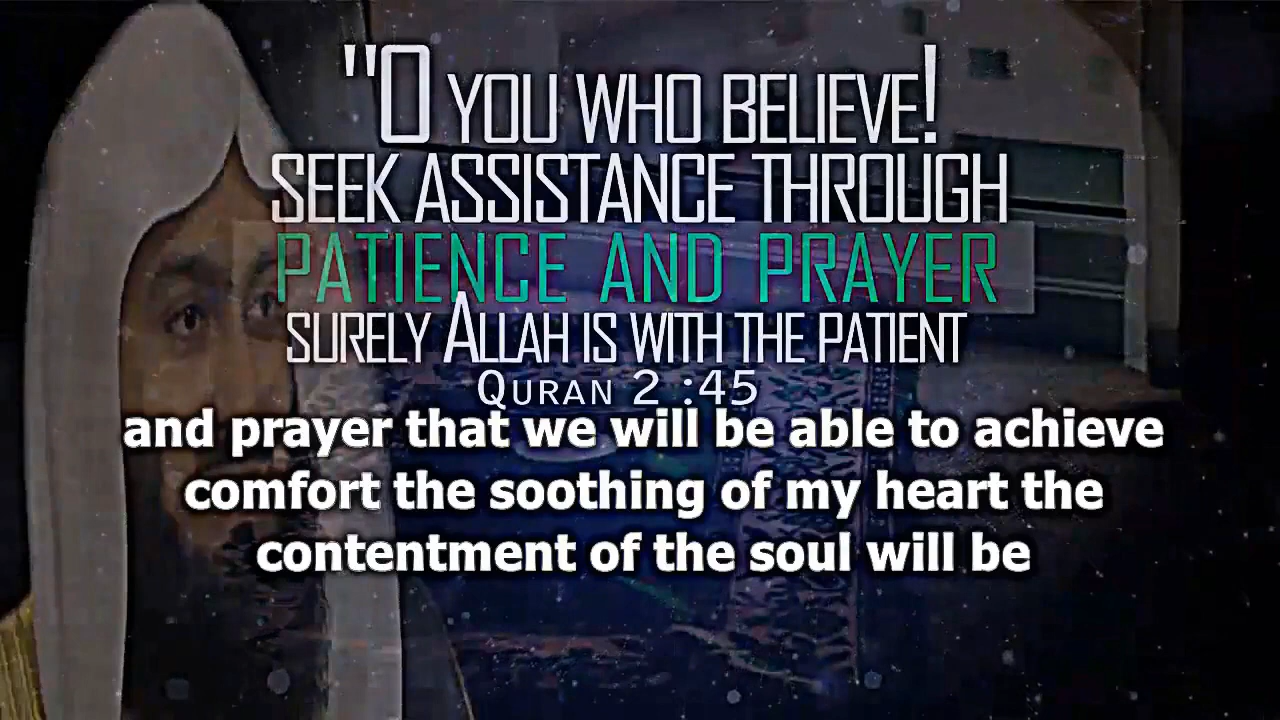 "O YOU WHO BELIEVE!
SEEK ASSISTANCE THROUGH
PATIENCE AND PRAYER
SURELY ALLAH IS WITH THE PATIENT
QURAN 2 :45
and prayer that we will be able to achieve
comfort the soothing of my heart the
contentment of the soul will be